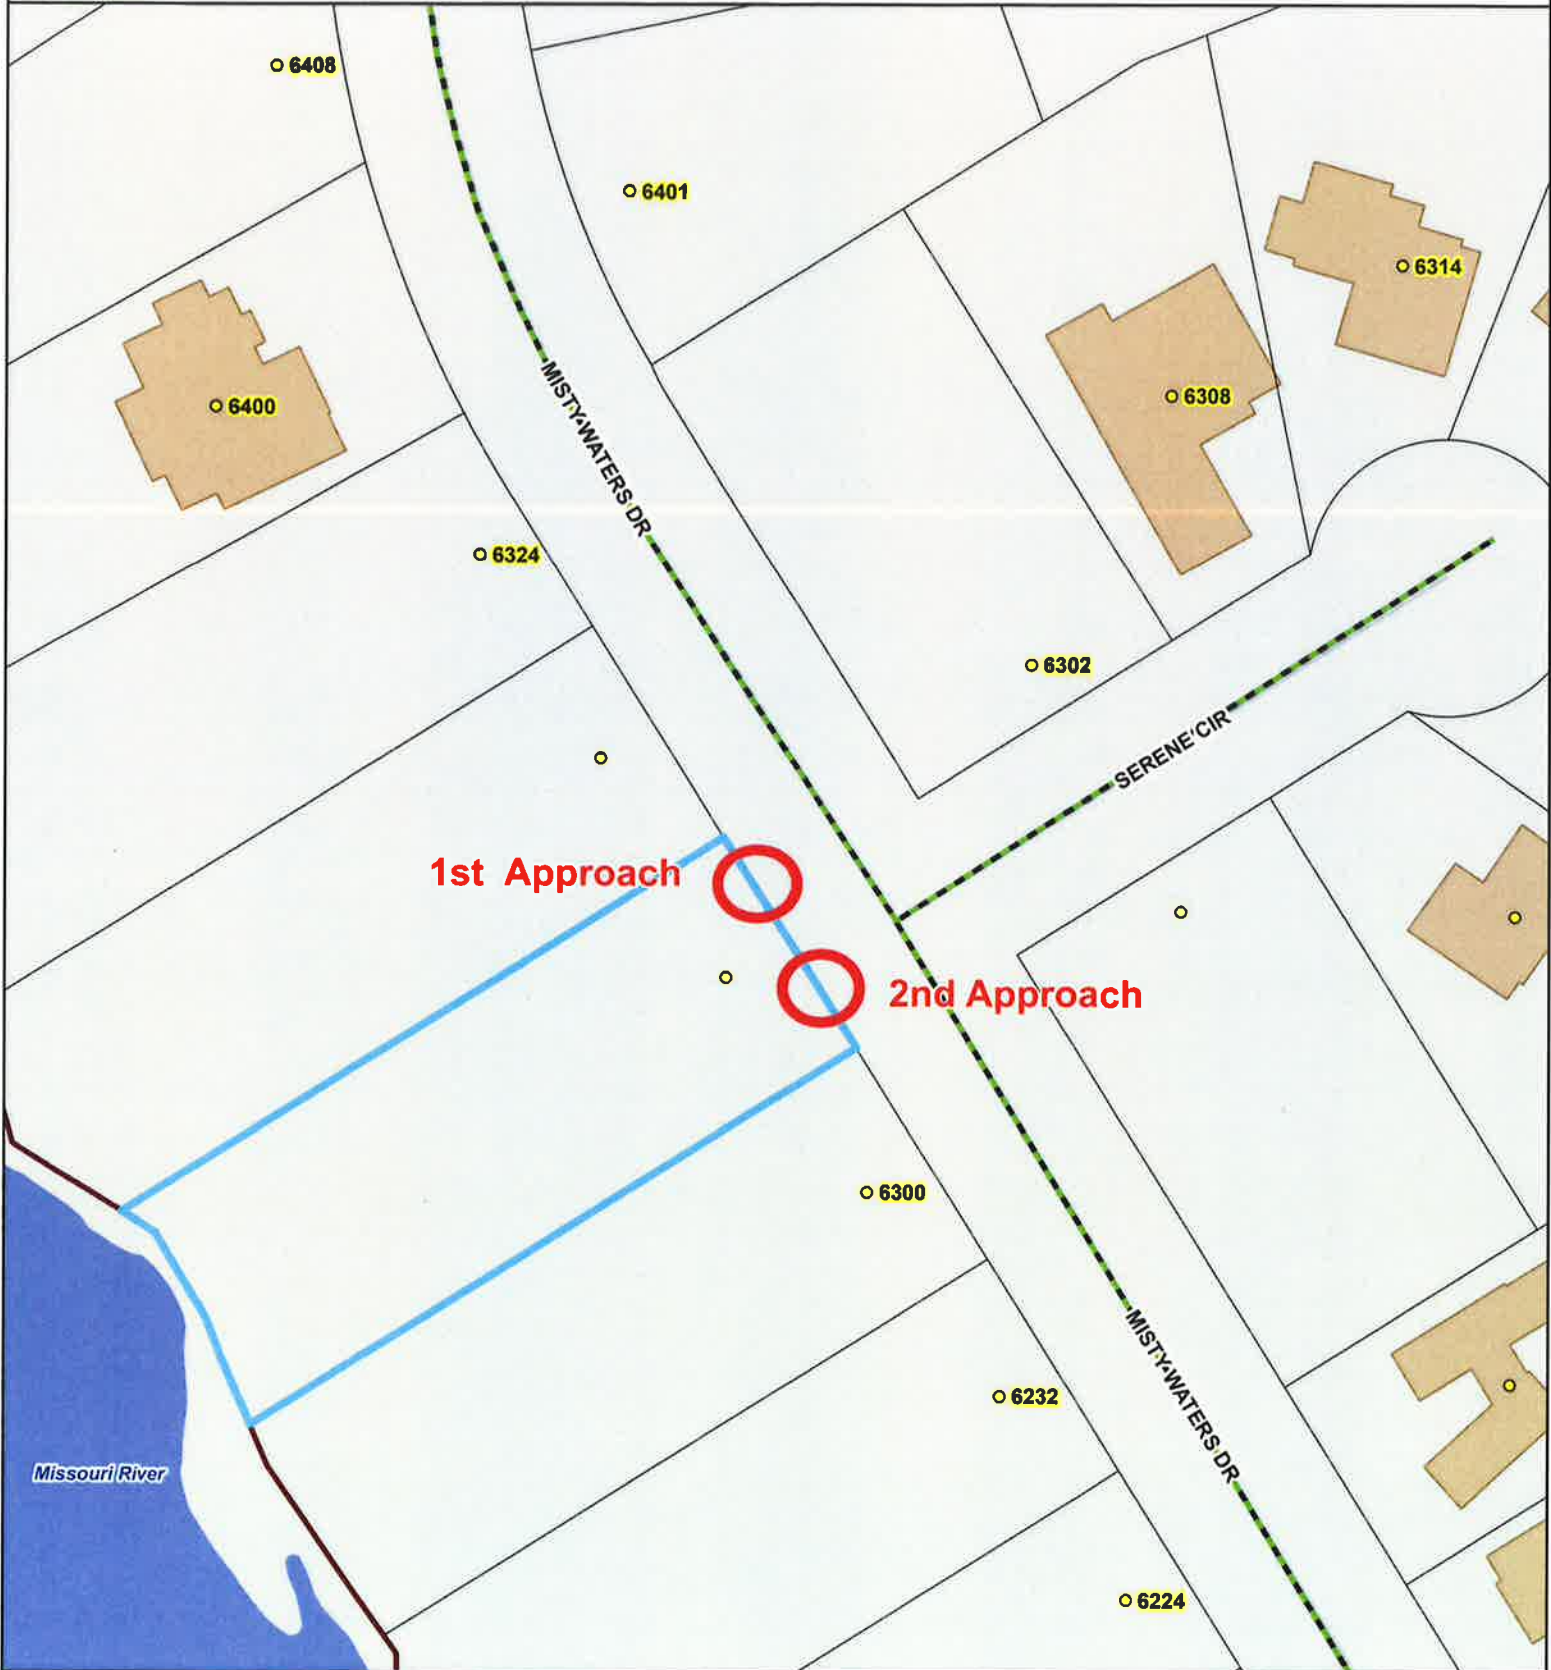 6408
6401
6314
6308
6400
MISTY WATERS DR
6324
6302
SERENE CIR
1st Approach
2nd Approach
6300
MISTY WATERS DR
6232
Missouri River
6224